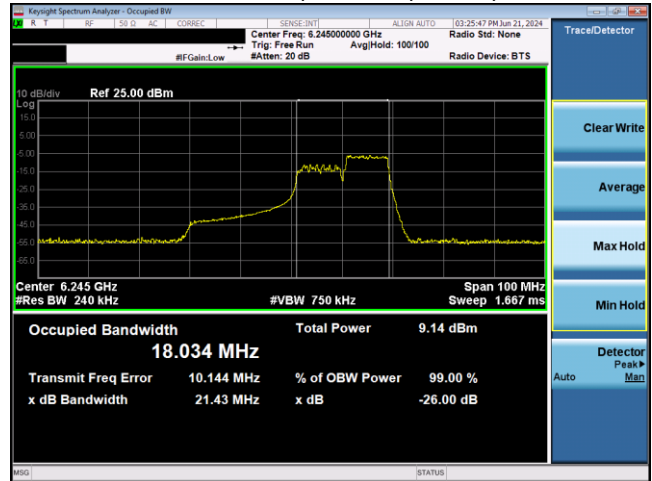 Keysight Spectrum Analyzer - Occupied BW
LXI R T RF 50 Ω AC CORREC SENSE:INT ALIGN AUTO 03:25:47 PM Jun 21, 2024
Center Freq: 6.245000000 GHz Radio Std: None
Trig: Free Run Avg|Hold: 100/100
#IFGain:Low #Atten: 20 dB Radio Device: BTS
10 dB/div Ref 25.00 dBm
Log
15.0
5.00
-5.00
-15.0
-25.0
-35.0
-45.0
-55.0
-65.0
Center 6.245 GHz Span 100 MHz
#Res BW 240 kHz #VBW 750 kHz Sweep 1.667 ms
Occupied Bandwidth Total Power 9.14 dBm
18.034 MHz
Transmit Freq Error 10.144 MHz % of OBW Power 99.00 %
x dB Bandwidth 21.43 MHz x dB -26.00 dB
MSG STATUS
Trace/Detector
Clear Write
Average
Max Hold
Min Hold
Detector
Peak▶
Auto Man